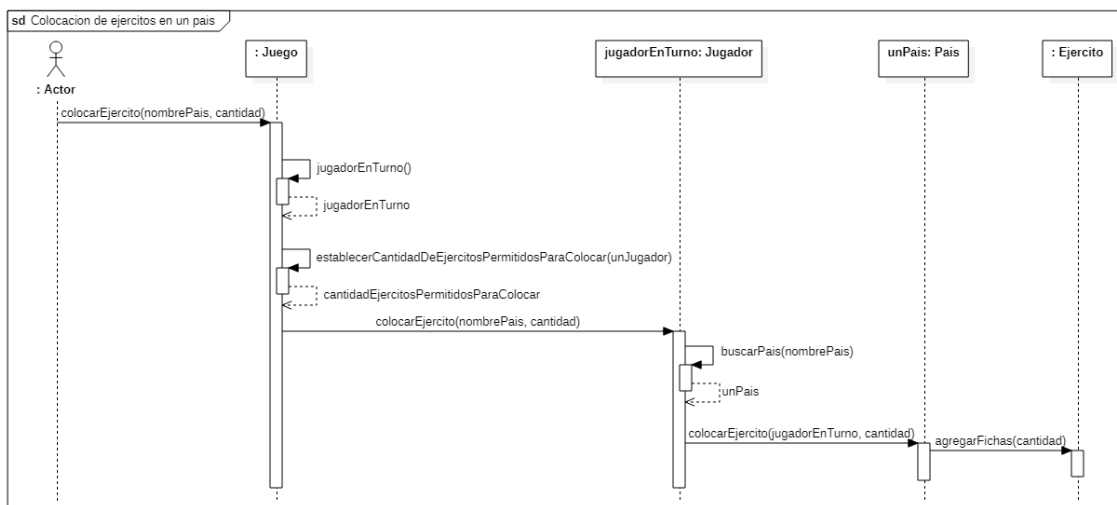 sd Colocacion de ejercitos en un pais
: Juego
jugadorEnTurno: Jugador
unPais: Pais
: Ejercito
: Actor
colocarEjercito(nombrePais, cantidad)
jugadorEnTurno()
jugadorEnTurno
establecerCantidadDeEjercitosPermitidosParaColocar(unJugador)
cantidadEjercitosPermitidosParaColocar
colocarEjercito(nombrePais, cantidad)
buscarPais(nombrePais)
unPais
colocarEjercito(jugadorEnTurno, cantidad)
agregarFichas(cantidad)